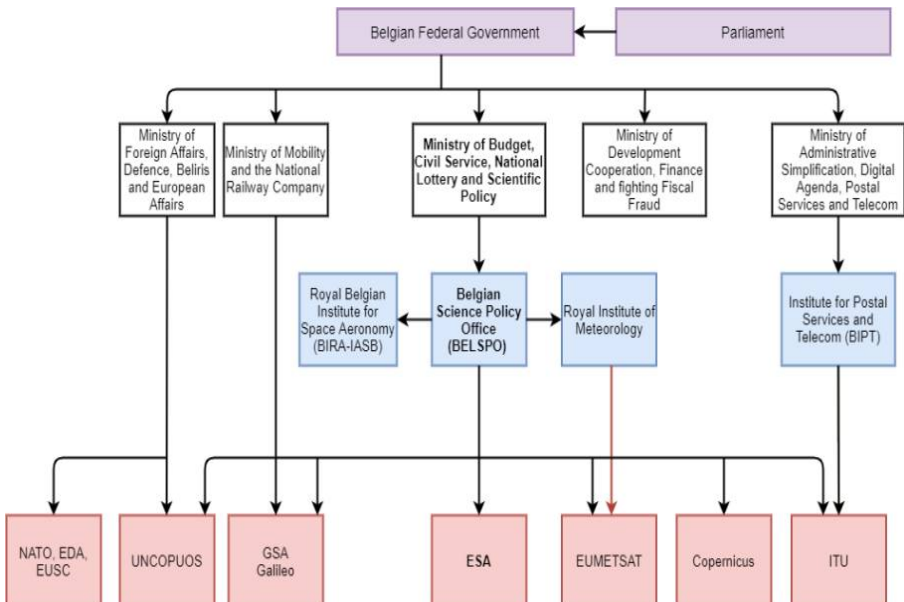 Belgian Federal Government
Parliament
Ministry of
Foreign Affairs,
Defence, Beliris
and European
Affairs
Ministry of Mobility
and the National
Railway Company
Ministry of Budget,
Civil Service, National
Lottery and Scientific
Policy
Ministry of
Development
Cooperation, Finance
and fighting Fiscal
Fraud
Ministry of
Administrative
Simplification, Digital
Agenda, Postal
Services and Telecom
Royal Belgian
Institute for
Space Aeronomy
(BIRA-IASB)
Belgian
Science Policy
Office
(BELSPO)
Royal Institute of
Meteorology
Institute for Postal
Services and
Telecom (BIPT)
NATO, EDA,
EUSC
UNCOPUOS
GSA
Galileo
ESA
EUMETSAT
Copernicus
ITU